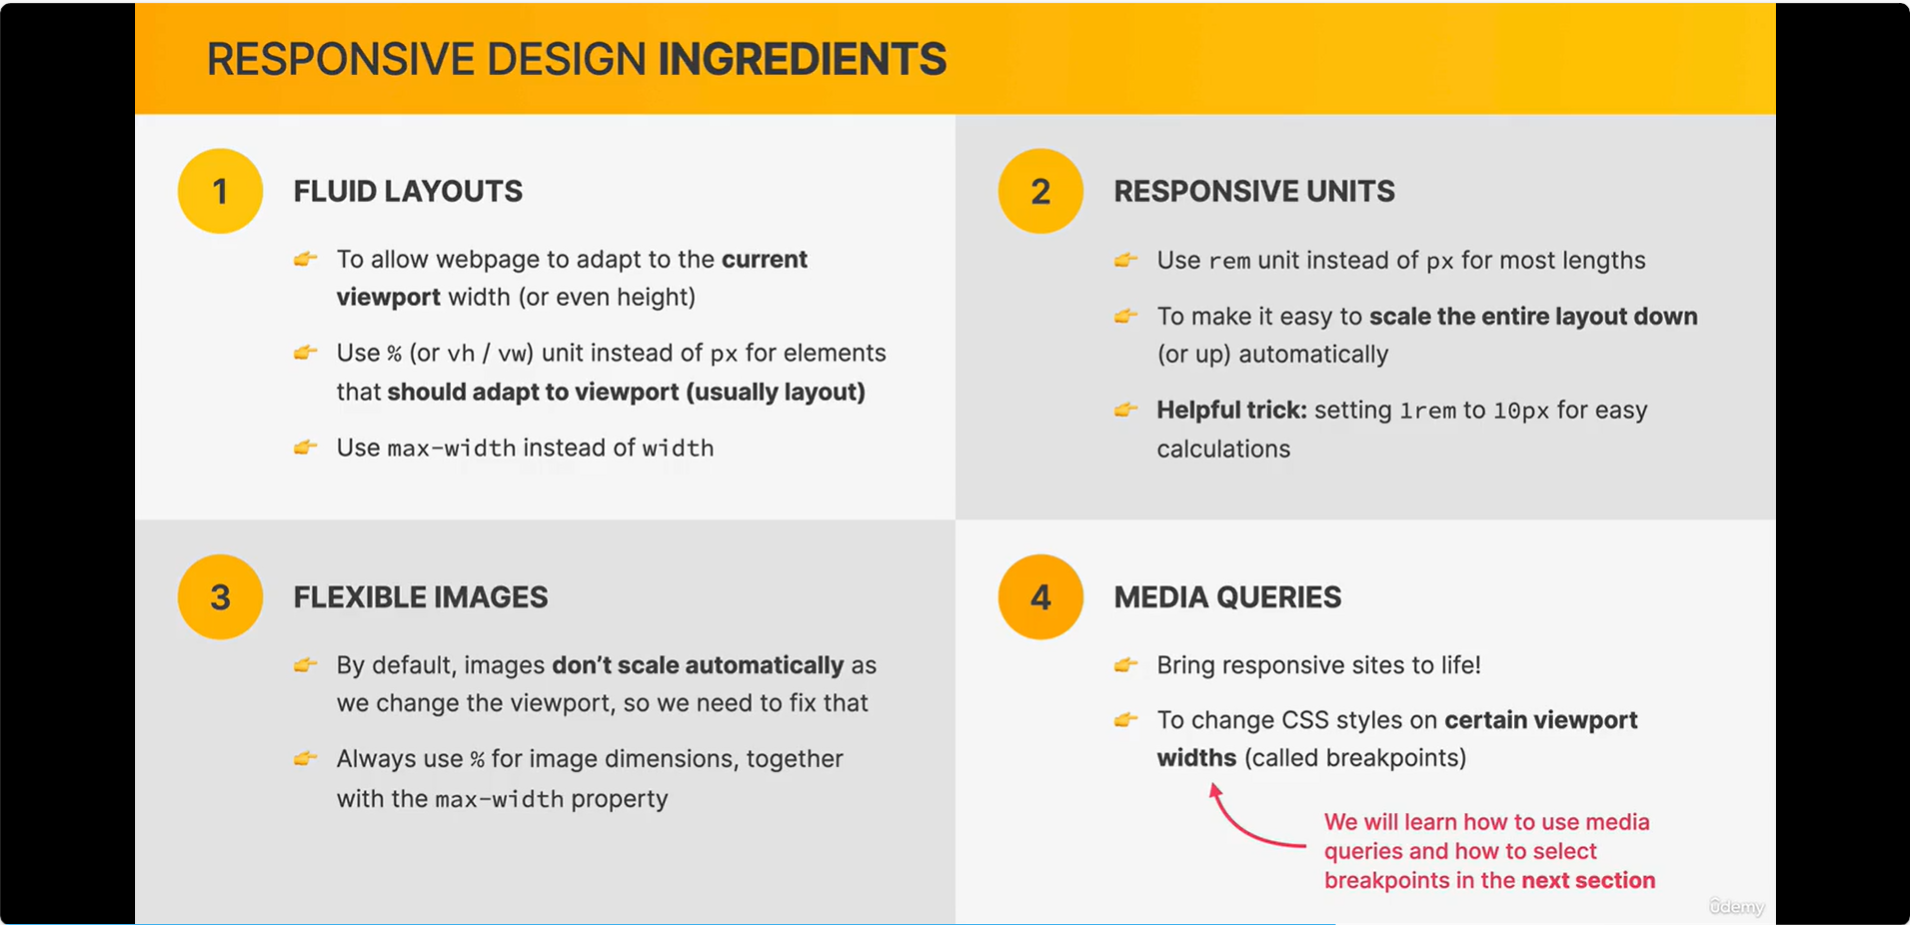 RESPONSIVE DESIGN INGREDIENTS
1
FLUID LAYOUTS
👉 To allow webpage to adapt to the current
viewport width (or even height)
👉 Use % (or vh / vw) unit instead of px for elements
that should adapt to viewport (usually layout)
👉 Use max-width instead of width
2
RESPONSIVE UNITS
👉 Use rem unit instead of px for most lengths
👉 To make it easy to scale the entire layout down
(or up) automatically
👉 Helpful trick: setting 1rem to 10px for easy
calculations
3
FLEXIBLE IMAGES
👉 By default, images don’t scale automatically as
we change the viewport, so we need to fix that
👉 Always use % for image dimensions, together
with the max-width property
4
MEDIA QUERIES
👉 Bring responsive sites to life!
👉 To change CSS styles on certain viewport
widths (called breakpoints)
We will learn how to use media
queries and how to select
breakpoints in the next section
ûdemy